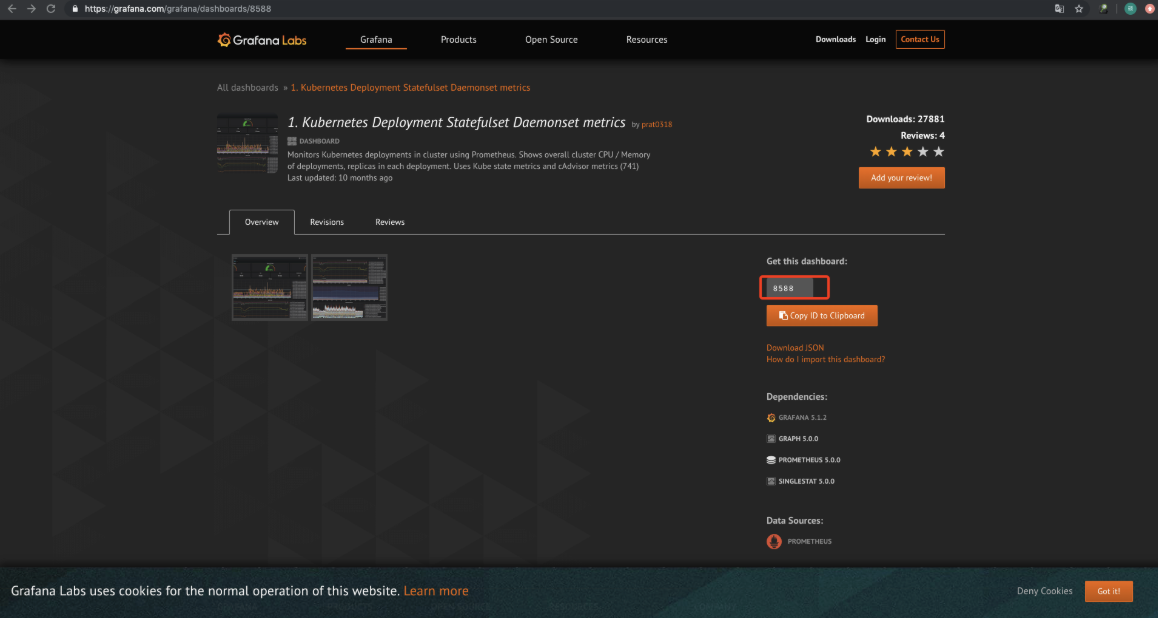 https://grafana.com/grafana/dashboards/8588
Grafana Labs
Grafana
Products
Open Source
Resources
Downloads
Login
Contact Us
All dashboards » 1. Kubernetes Deployment Statefulset Daemonset metrics
1. Kubernetes Deployment Statefulset Daemonset metrics by prat0318
DASHBOARD
Monitors Kubernetes deployments in cluster using Prometheus. Shows overall cluster CPU / Memory
of deployments, replicas in each deployment. Uses Kube state metrics and cAdvisor metrics (741)
Last updated: 10 months ago
Downloads: 27881
Reviews: 4
Add your review!
Overview
Revisions
Reviews
Get this dashboard:
8588
Copy ID to Clipboard
Download JSON
How do I import this dashboard?
Dependencies:
GRAFANA 5.1.2
GRAPH 5.0.0
PROMETHEUS 5.0.0
SINGLESTAT 5.0.0
Data Sources:
PROMETHEUS
Grafana Labs uses cookies for the normal operation of this website. Learn more
Deny Cookies
Got it!